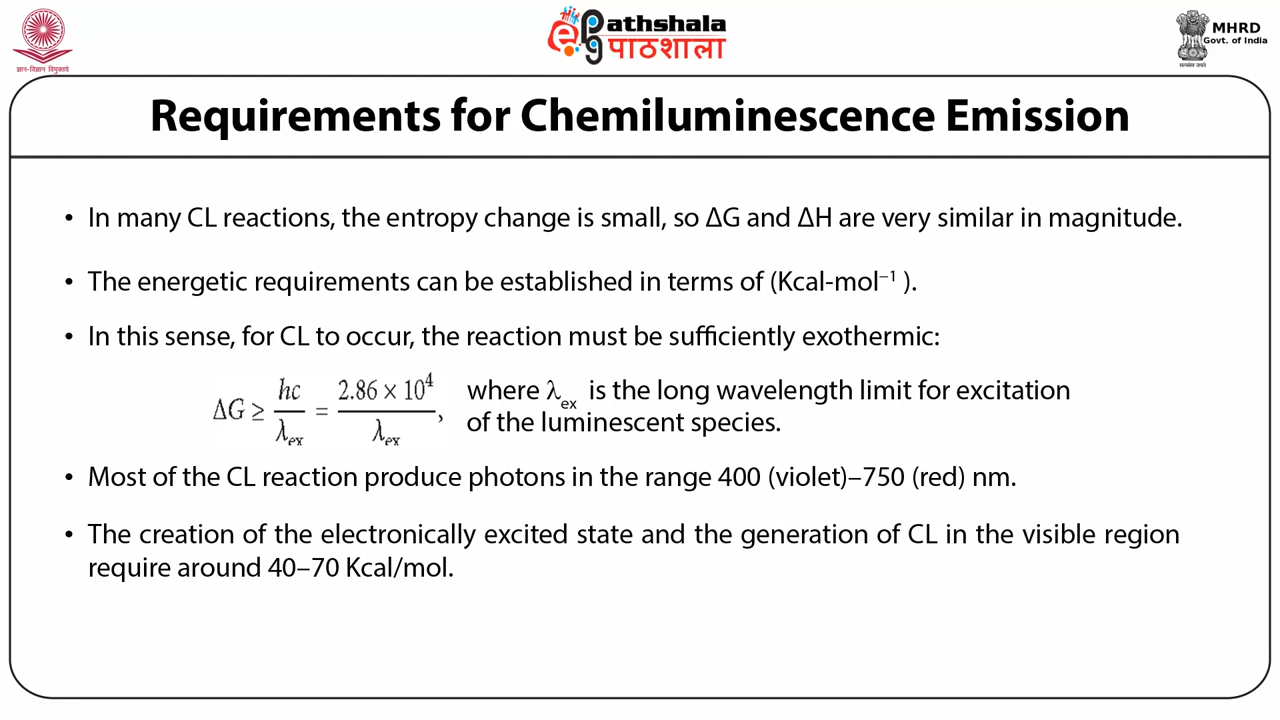 ज्ञान-विज्ञान विमुक्तये
epg Pathshala
पाठशाला
MHRD
Govt. of India
सत्यमेव जयते
Requirements for Chemiluminescence Emission
• In many CL reactions, the entropy change is small, so ΔG and ΔH are very similar in magnitude.
• The energetic requirements can be established in terms of (Kcal-mol⁻¹ ).
• In this sense, for CL to occur, the reaction must be sufficiently exothermic:
ΔG ≥ hc/λex = 2.86 × 10⁴/λex, where λex is the long wavelength limit for excitation
of the luminescent species.
• Most of the CL reaction produce photons in the range 400 (violet)–750 (red) nm.
• The creation of the electronically excited state and the generation of CL in the visible region
require around 40–70 Kcal/mol.